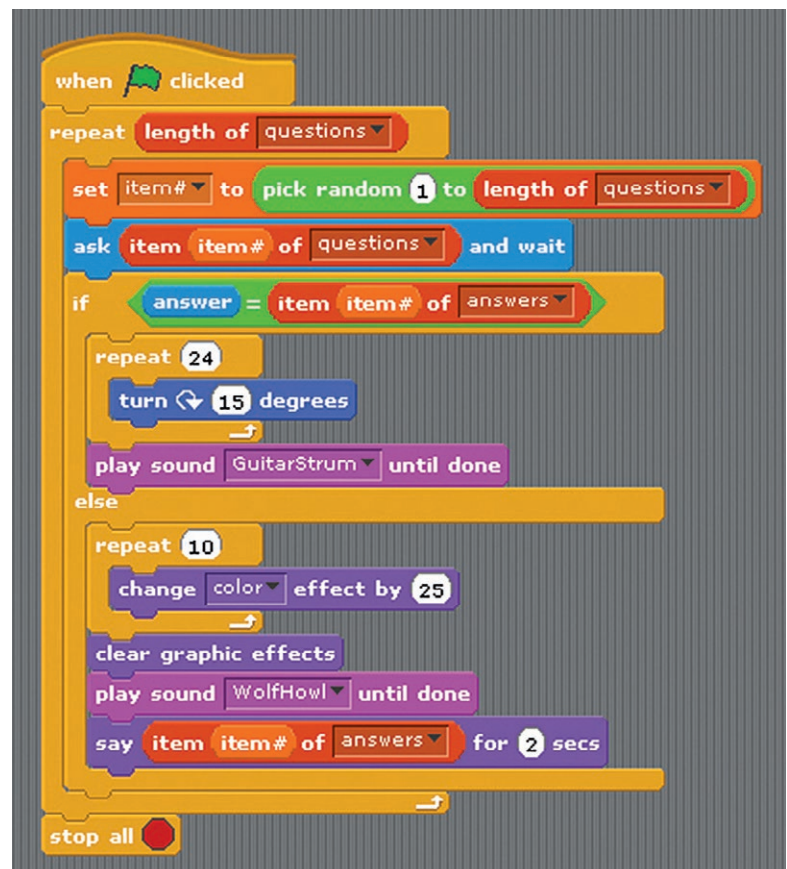 when clicked
repeat length of questions
set item# to pick random 1 to length of questions
ask item item# of questions and wait
if answer = item item# of answers
repeat 24
turn 15 degrees
play sound GuitarStrum until done
else
repeat 10
change color effect by 25
clear graphic effects
play sound WolfHowl until done
say item item# of answers for 2 secs
stop all